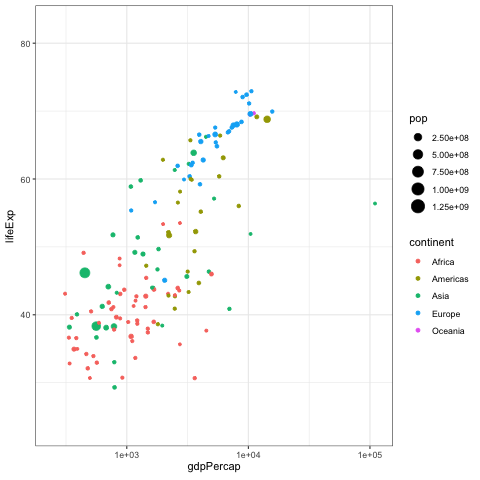 80
60
40
lifeExp
1e+03
1e+04
1e+05
gdpPercap
pop
2.50e+08
5.00e+08
7.50e+08
1.00e+09
1.25e+09
continent
Africa
Americas
Asia
Europe
Oceania